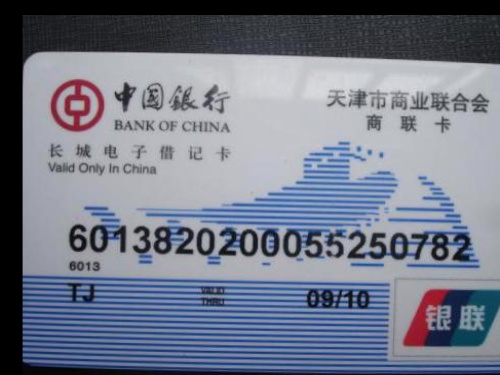 中国银行
BANK OF CHINA
天津市商业联合会
商联卡
长城电子借记卡
Valid Only In China
6013820200055250782
6013
TJ
VALID
THRU
09/10
银联